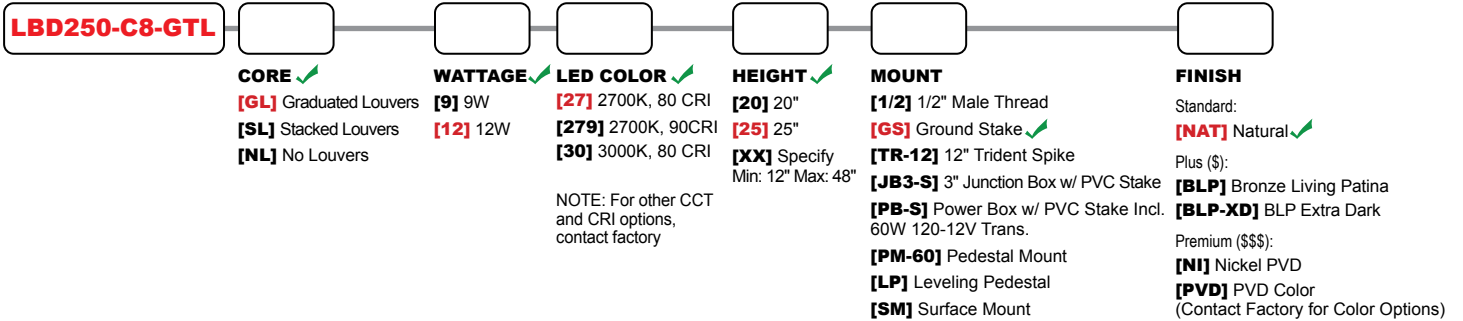 LBD250-C8-GTL
CORE
[GL] Graduated Louvers
[SL] Stacked Louvers
[NL] No Louvers
WATTAGE
[9] 9W
[12] 12W
LED COLOR
[27] 2700K, 80 CRI
[279] 2700K, 90CRI
[30] 3000K, 80 CRI
NOTE: For other CCT
and CRI options,
contact factory
HEIGHT
[20] 20"
[25] 25"
[XX] Specify
Min: 12" Max: 48"
MOUNT
[1/2] 1/2" Male Thread
[GS] Ground Stake
[TR-12] 12" Trident Spike
[JB3-S] 3" Junction Box w/ PVC Stake
[PB-S] Power Box w/ PVC Stake Incl.
60W 120-12V Trans.
[PM-60] Pedestal Mount
[LP] Leveling Pedestal
[SM] Surface Mount
FINISH
Standard:
[NAT] Natural
Plus ($):
[BLP] Bronze Living Patina
[BLP-XD] BLP Extra Dark
Premium ($$$):
[NI] Nickel PVD
[PVD] PVD Color
(Contact Factory for Color Options)